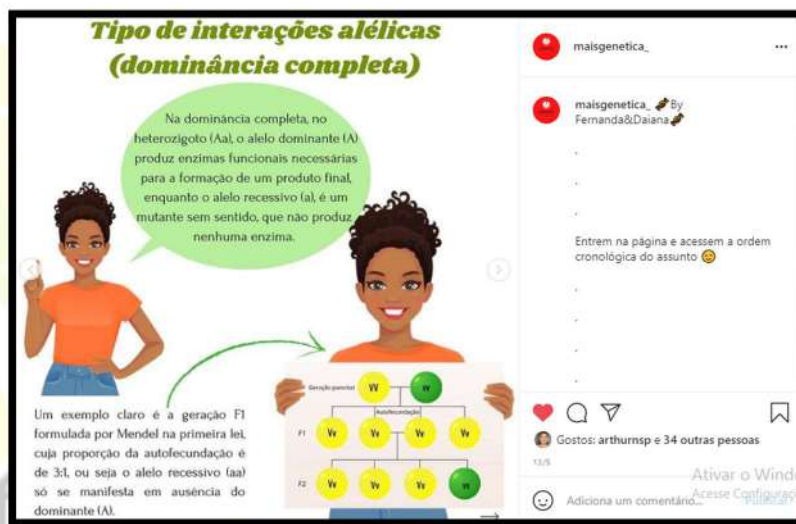 Tipo de interações alélicas
(dominância completa)
Na dominância completa, no
heterozigoto (Aa), o alelo dominante (A)
produz enzimas funcionais necessárias
para a formação de um produto final,
enquanto o alelo recessivo (a), é um
mutante sem sentido, que não produz
nenhuma enzima.
Um exemplo claro é a geração F1
formulada por Mendel na primeira lei,
cuja proporção da autofecundação é
de 3:1, ou seja o alelo recessivo (aa)
só se manifesta em ausência do
dominante (A).
Geração parental VV vv
Autofecundação
F1 Vv Vv Vv Vv
F2 Vv Vv vv
maisgenetica_ ...
maisgenetica_ By
Fernanda&Daiana
.
.
.
Entrem na página e acessem a ordem
cronológica do assunto
.
.
.
.
Gostos: arthurnsp e 34 outras pessoas
13/5
Adiciona um comentário...
Publicar
Ativar o Windo
Acesse Configuraç